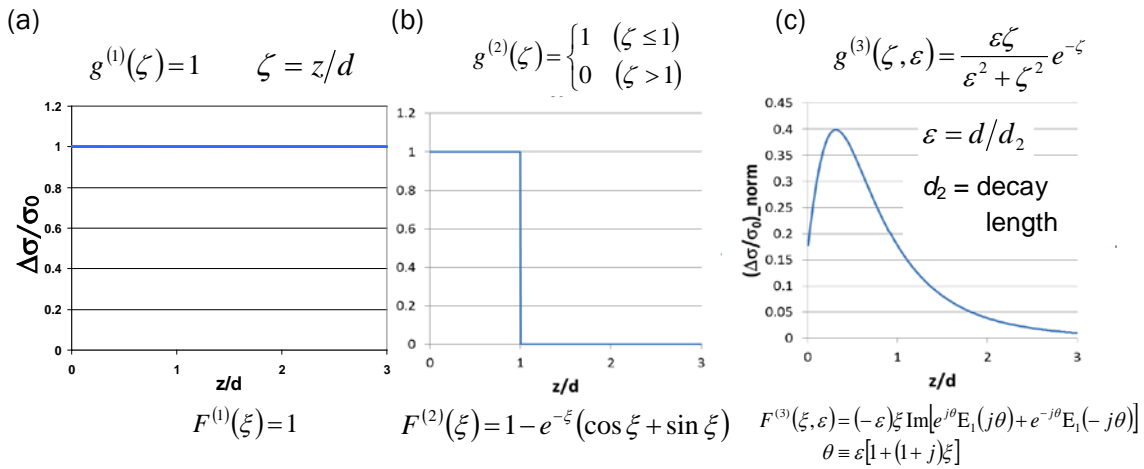 (a)
g⁽¹⁾(ζ)=1 ζ = z/d
1.2
1
0.8
0.6
0.4
0.2
0
0 1 2 3
Δσ/σ₀
z/d
F⁽¹⁾(ξ)=1
(b)
g⁽²⁾(ζ)={1 (ζ ≤ 1)
0 (ζ > 1)
1.2
1
0.8
0.6
0.4
0.2
0
0 1 2 3
z/d
F⁽²⁾(ξ)=1−e^{−ξ}(cos ξ + sin ξ)
(c)
g⁽³⁾(ζ,ε)=εζ/(ε²+ζ²) e^{−ζ}
0.45
0.4
0.35
0.3
0.25
0.2
0.15
0.1
0.05
0
0 1 2 3
(Δσ/σ₀)_norm
z/d
ε = d/d₂
d₂ = decay
length
F⁽³⁾(ξ,ε)=(−ε)ξ Im[e^{jθ}E₁(jθ)+e^{−jθ}E₁(−jθ)]
θ ≡ ε[1+(1+j)ξ]